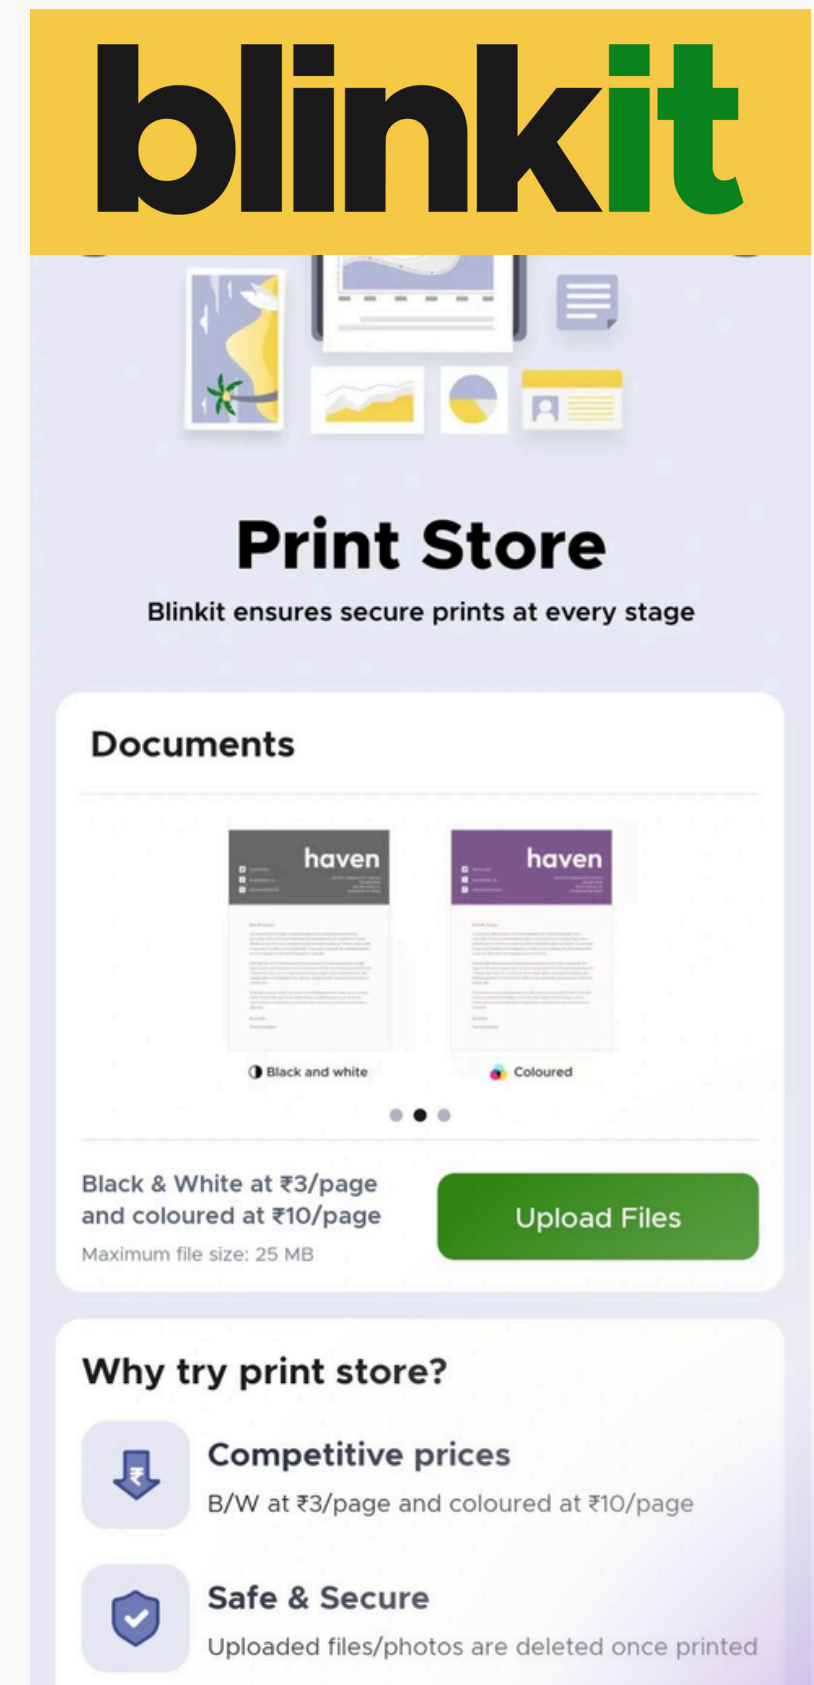 blinkit
Print Store
Blinkit ensures secure prints at every stage
Documents
haven
haven
Black and white
Coloured
Black & White at ₹3/page
and coloured at ₹10/page
Maximum file size: 25 MB
Upload Files
Why try print store?
₹
Competitive prices
B/W at ₹3/page and coloured at ₹10/page
Safe & Secure
Uploaded files/photos are deleted once printed